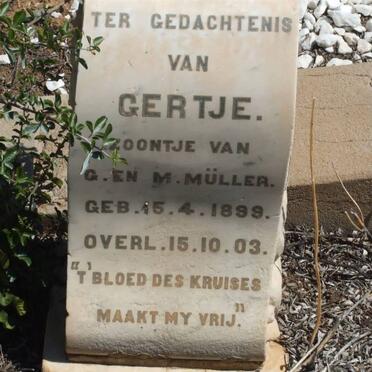 TER GEDACHTENIS
VAN
GERTJE.
ZOONTJE VAN
G. EN M. MÜLLER.
GEB. 15. 4. 1899.
OVERL. 15. 10. 03.
"'T BLOED DES KRUISES
MAAKT MY VRIJ."